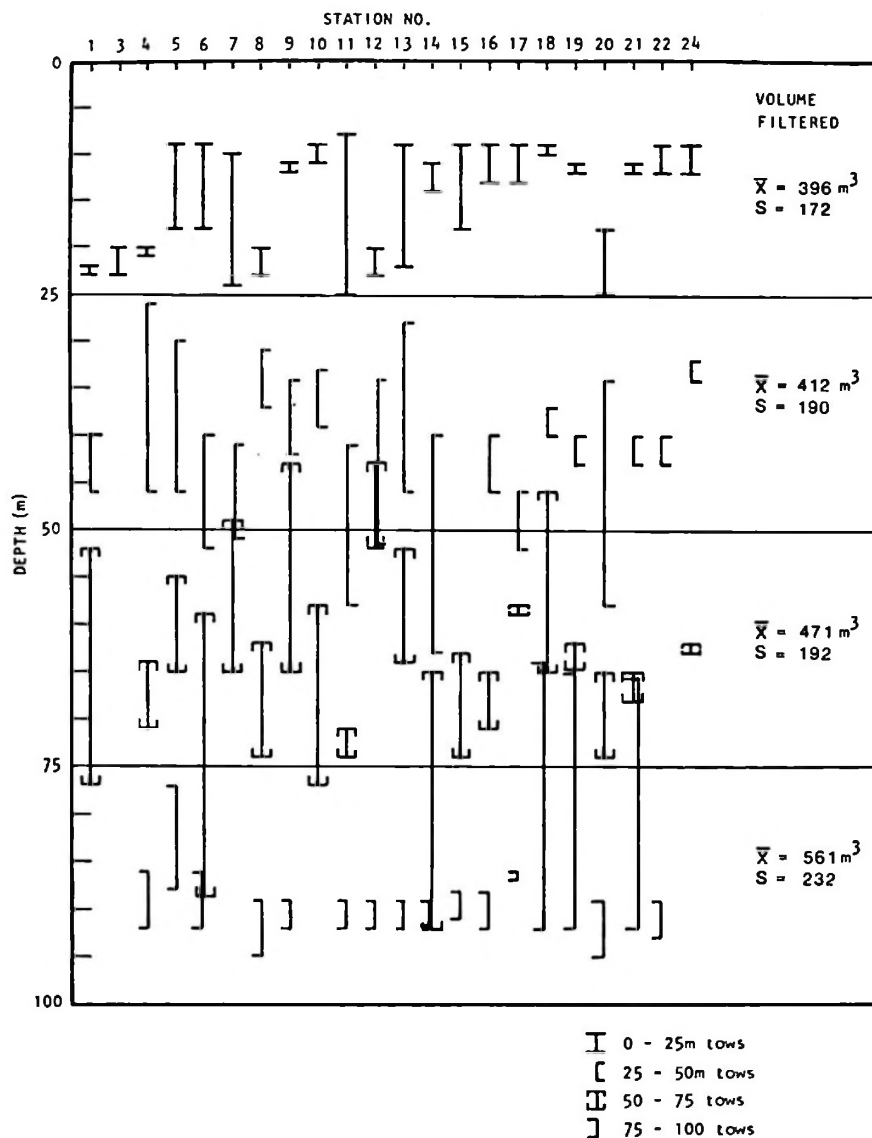 STATION NO.
1 3 4 5 6 7 8 9 10 11 12 13 14 15 16 17 18 19 20 21 22 24
0
VOLUME
FILTERED
X̄ = 396 m³
S = 172
25
X̄ = 412 m³
S = 190
DEPTH (m)
50
X̄ = 471 m³
S = 192
75
X̄ = 561 m³
S = 232
100
0 - 25m tows
25 - 50m tows
50 - 75 tows
75 - 100 tows